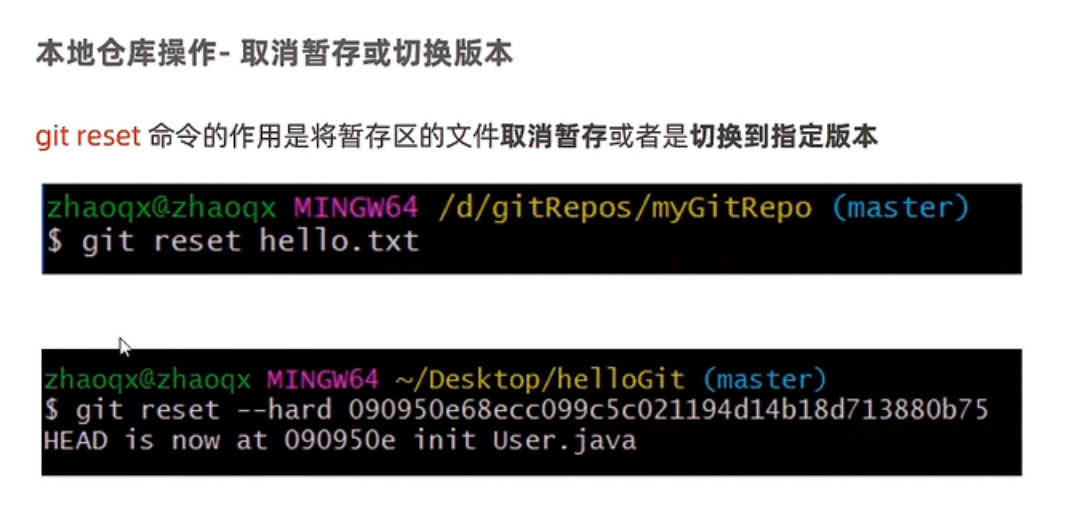 本地仓库操作- 取消暂存或切换版本
git reset 命令的作用是将暂存区的文件取消暂存或者是切换到指定版本
zhaoqx@zhaoqx MINGW64 /d/gitRepos/myGitRepo (master)
$ git reset hello.txt
zhaoqx@zhaoqx MINGW64 ~/Desktop/helloGit (master)
$ git reset --hard 090950e68ecc099c5c021194d14b18d713880b75
HEAD is now at 090950e init User.java